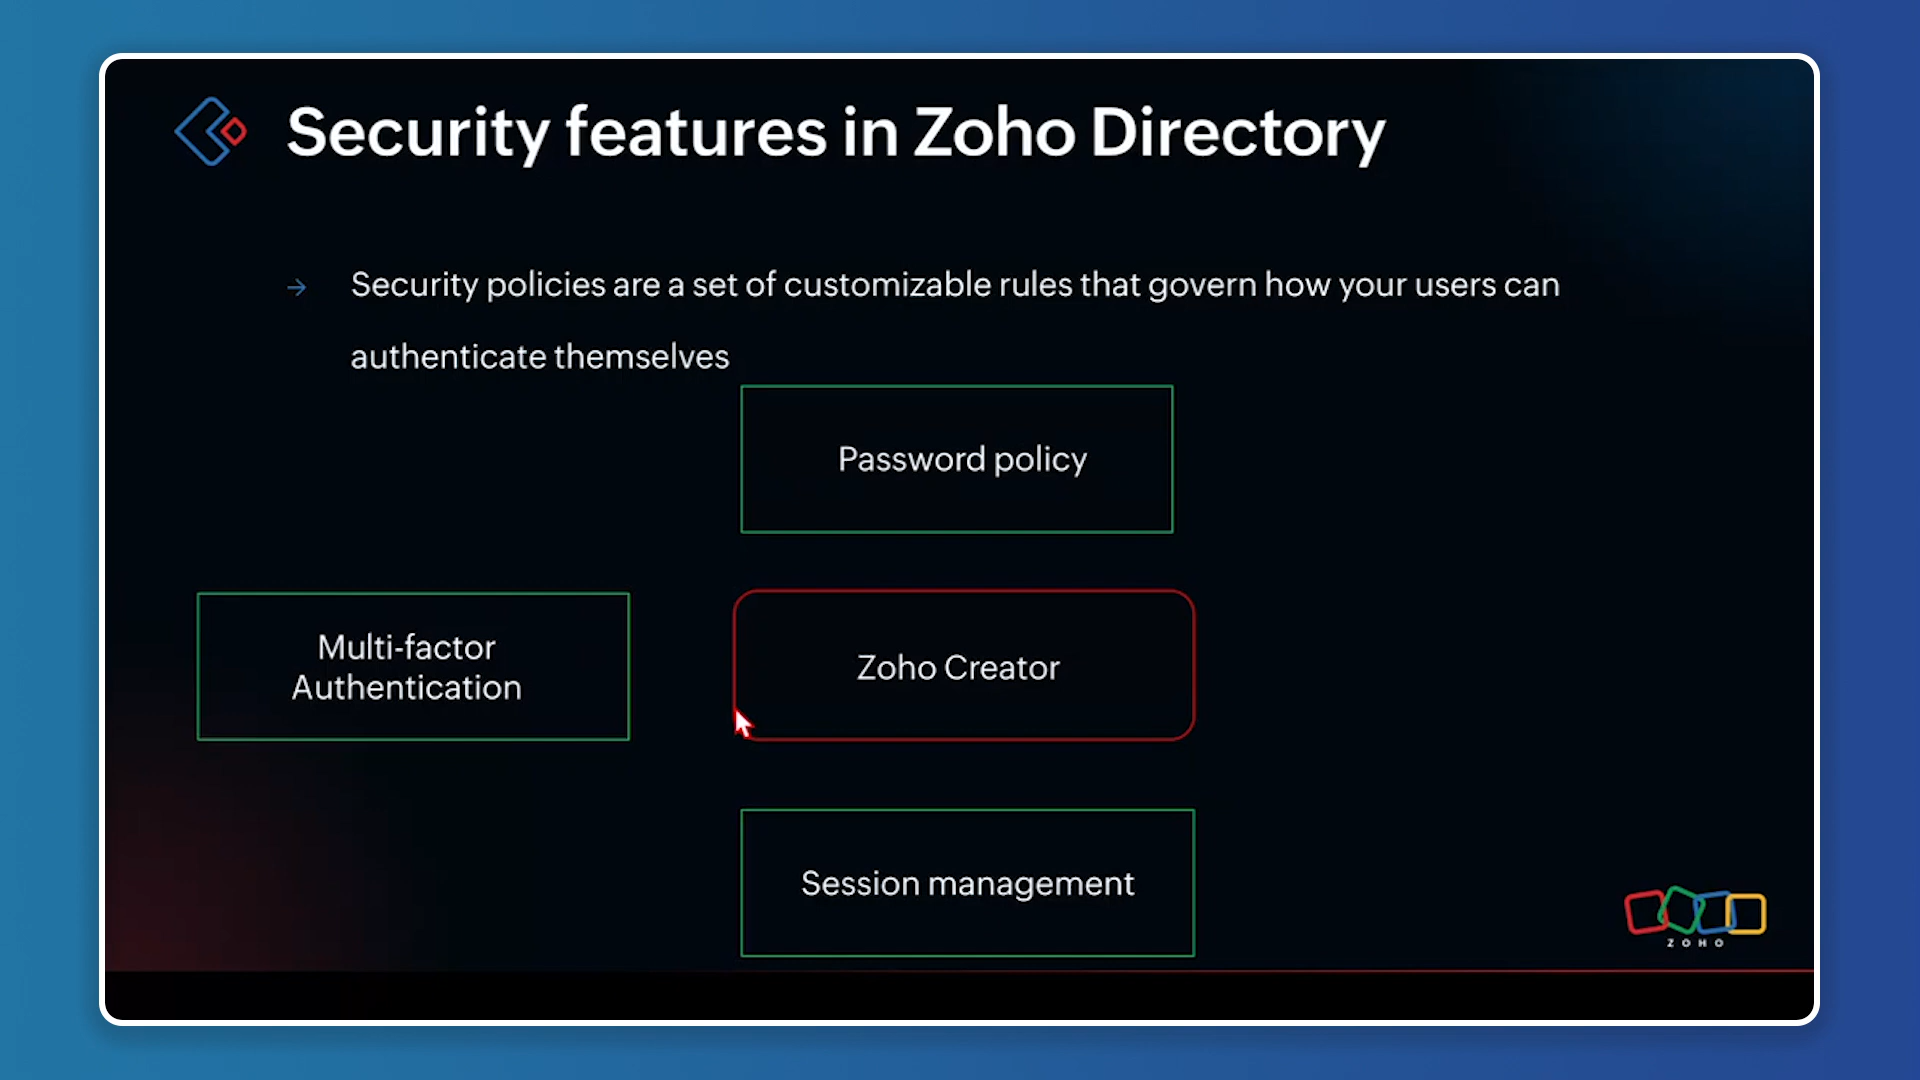 Security features in Zoho Directory
→ Security policies are a set of customizable rules that govern how your users can
authenticate themselves
Password policy
Multi-factor
Authentication
Zoho Creator
Session management
ZOHO